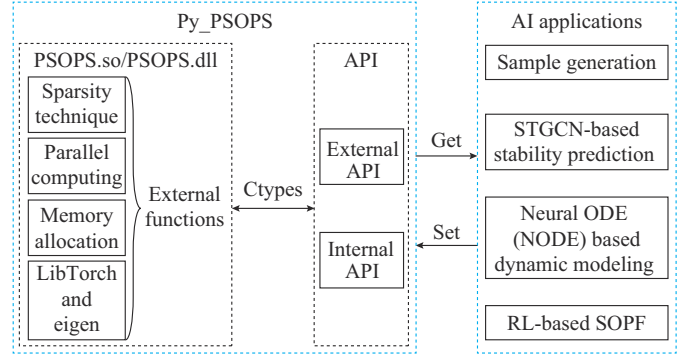 Py_PSOPS
PSOPS.so/PSOPS.dll
Sparsity
technique
Parallel
computing
Memory
allocation
LibTorch
and
eigen
External
functions
Ctypes
API
External
API
Internal
API
Get
Set
AI applications
Sample generation
STGCN-based
stability prediction
Neural ODE
(NODE) based
dynamic modeling
RL-based SOPF